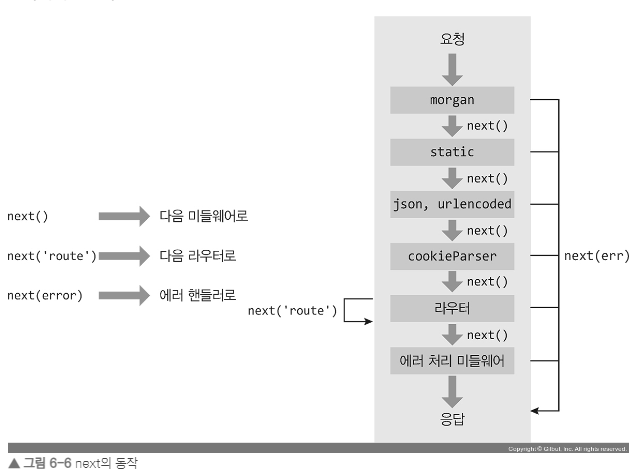 요청
morgan
next()
static
next()
json, urlencoded
next()
cookieParser
next()
라우터
next()
에러 처리 미들웨어
응답
next(err)
next('route')
next() 다음 미들웨어로
next('route') 다음 라우터로
next(error) 에러 핸들러로
Copyright © Gilbut, Inc. All rights reserved.
▲ 그림 6-6 next의 동작